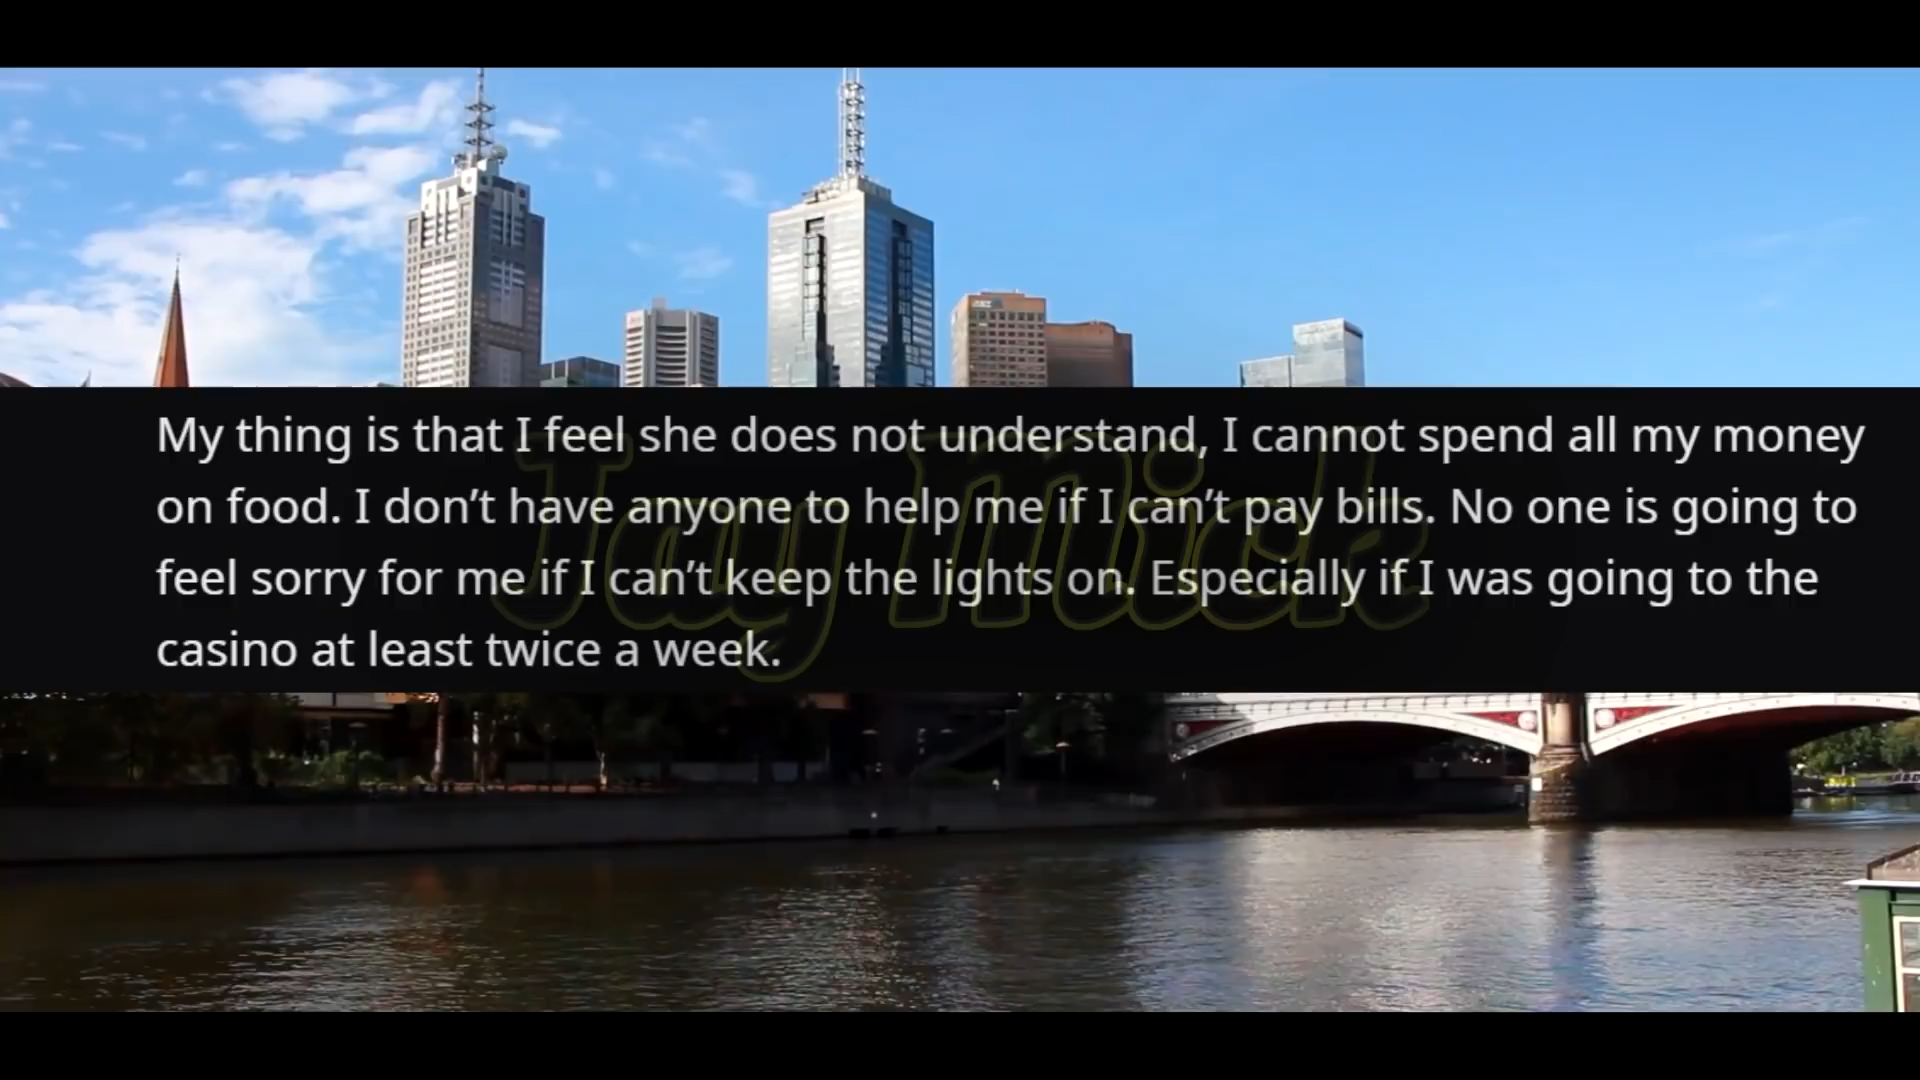 My thing is that I feel she does not understand, I cannot spend all my money
on food. I don’t have anyone to help me if I can’t pay bills. No one is going to
feel sorry for me if I can’t keep the lights on. Especially if I was going to the
casino at least twice a week.
Jay Mick